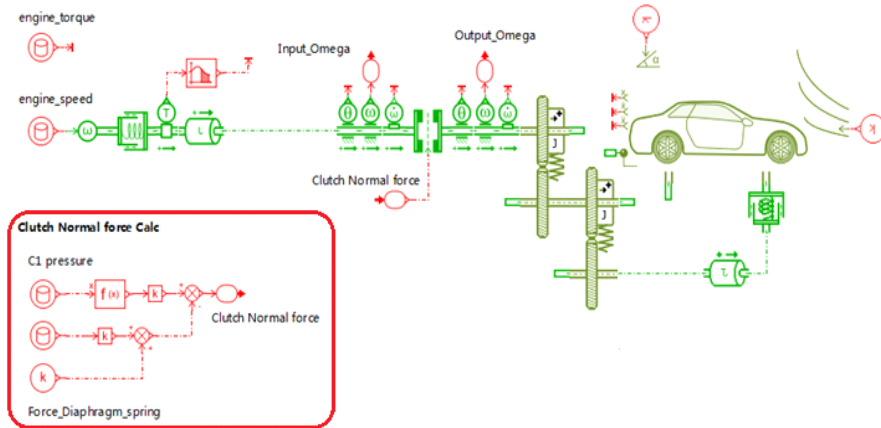 engine_torque
Input_Omega
Output_Omega
engine_speed
ω
T
θ
ω
ω̇
θ
ω
ω̇
α
k
k
J
J
Clutch Normal force
Clutch Normal force Calc
C1 pressure
x
f(x)
k
+
-
Clutch Normal force
k
+
+
k
Force_Diaphragm_spring